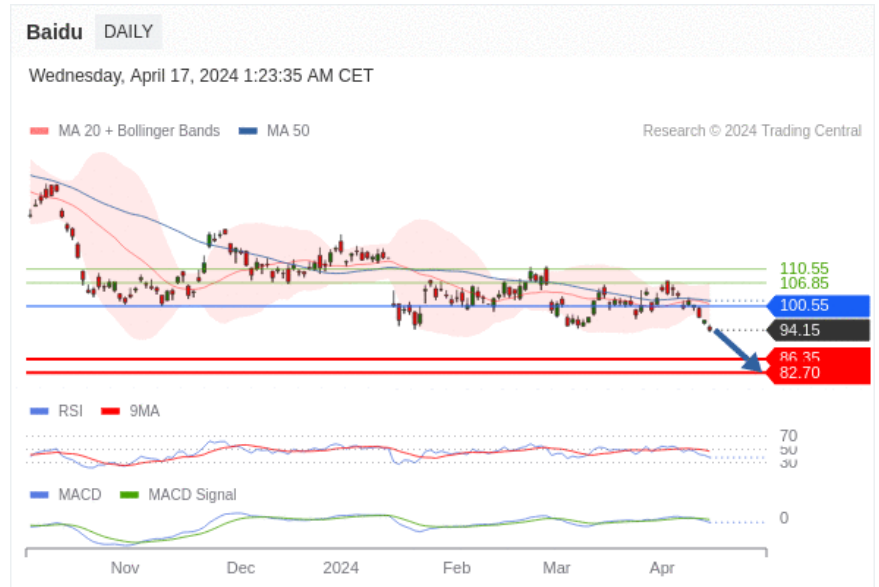 Baidu DAILY
Wednesday, April 17, 2024 1:23:35 AM CET
MA 20 + Bollinger Bands MA 50 Research © 2024 Trading Central
110.55
106.85
100.55
94.15
86.35
82.70
RSI 9MA
70
50
30
MACD MACD Signal
0
Nov Dec 2024 Feb Mar Apr